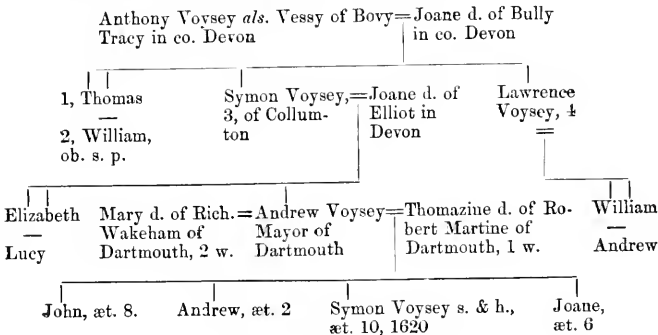 Anthony Voysey als. Vessy of Bovy = Joane d. of Bully
Tracy in co. Devon in co. Devon
1, Thomas
—
2, William,
ob. s. p.
Symon Voysey, = Joane d. of
3, of Collum- Elliot in
ton Devon
Lawrence
Voysey, 4
=
Elizabeth
—
Lucy
Mary d. of Rich. = Andrew Voysey = Thomazine d. of Ro-
Wakeham of Mayor of bert Martine of
Dartmouth, 2 w. Dartmouth Dartmouth, 1 w.
William
—
Andrew
John, æt. 8.
Andrew, æt. 2
Symon Voysey s. & h.,
æt. 10, 1620
Joane,
æt. 6